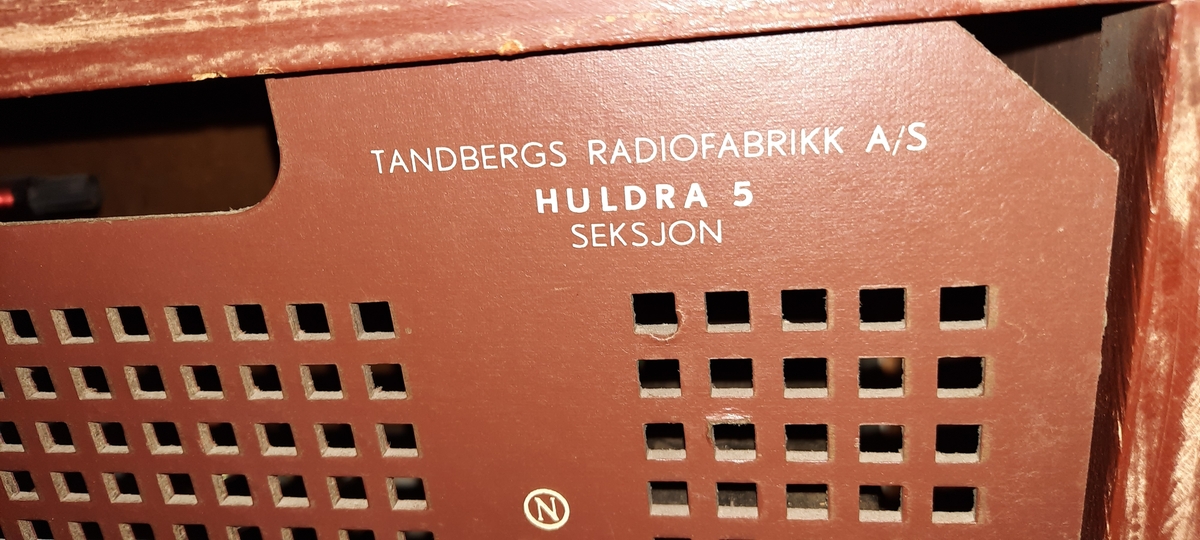 TANDBERGS RADIOFABRIKK A/S
HULDRA 5
SEKSJON
N